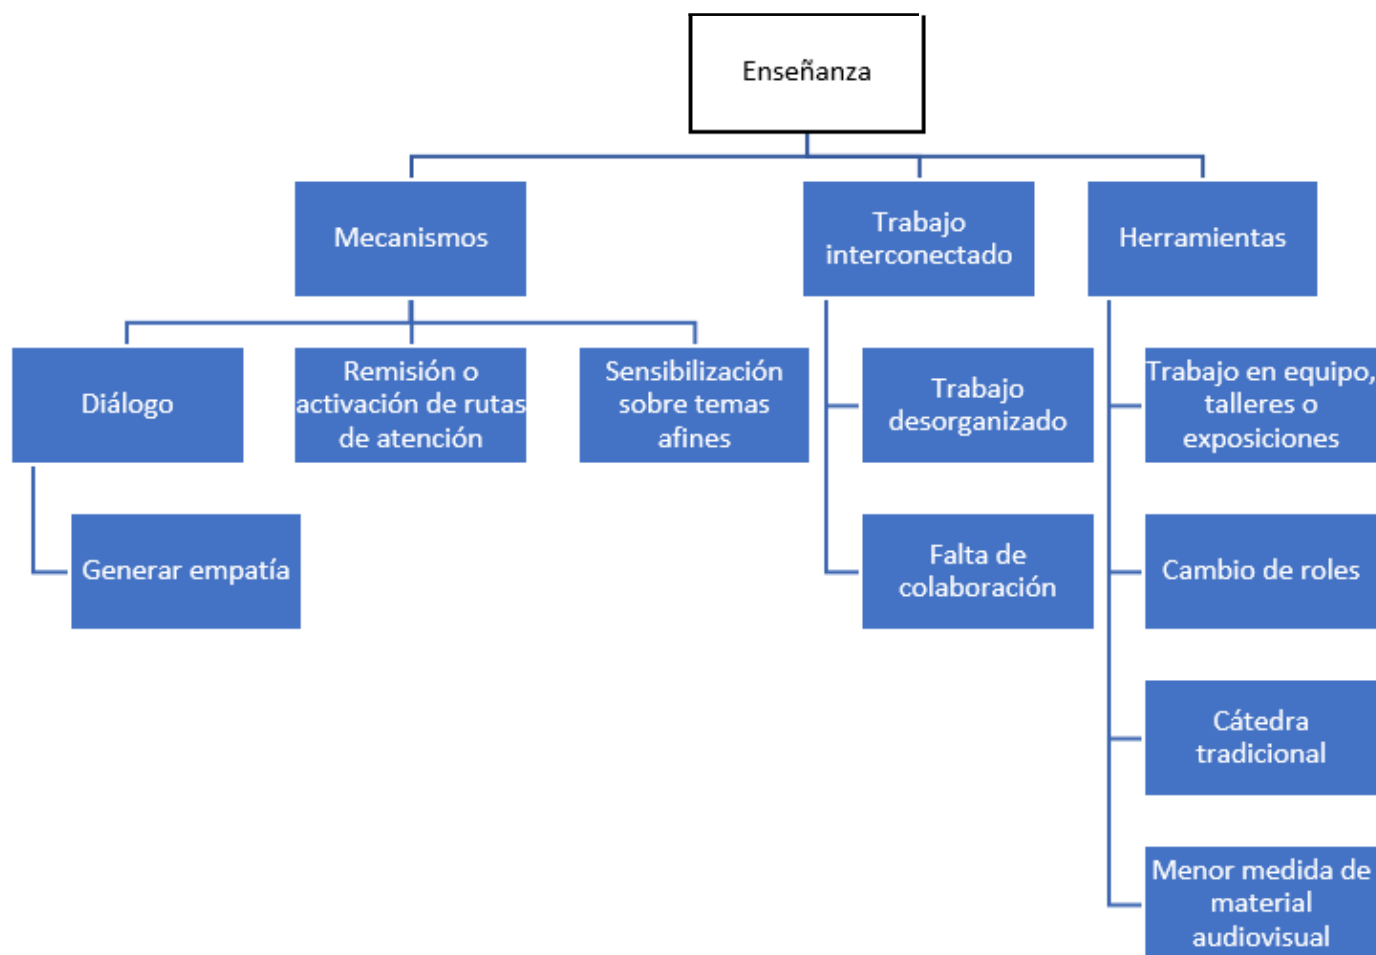 Enseñanza
Mecanismos
Trabajo
interconectado
Herramientas
Diálogo
Remisión o
activación de rutas
de atención
Sensibilización
sobre temas
afines
Trabajo
desorganizado
Trabajo en equipo,
talleres o
exposiciones
Generar empatía
Falta de
colaboración
Cambio de roles
Cátedra
tradicional
Menor medida de
material
audiovisual